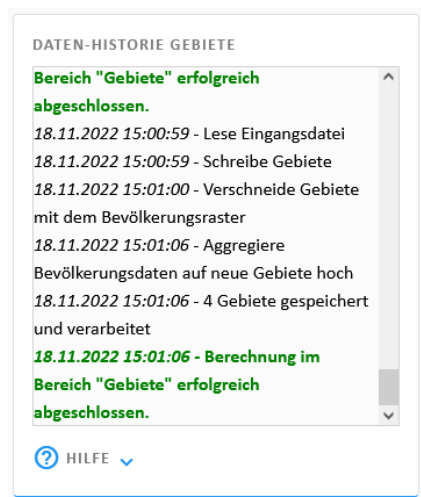 DATEN-HISTORIE GEBIETE
Bereich "Gebiete" erfolgreich
abgeschlossen.
18.11.2022 15:00:59 - Lese Eingangsdatei
18.11.2022 15:00:59 - Schreibe Gebiete
18.11.2022 15:01:00 - Verschneide Gebiete
mit dem Bevölkerungsraster
18.11.2022 15:01:06 - Aggregiere
Bevölkerungsdaten auf neue Gebiete hoch
18.11.2022 15:01:06 - 4 Gebiete gespeichert
und verarbeitet
18.11.2022 15:01:06 - Berechnung im
Bereich "Gebiete" erfolgreich
abgeschlossen.
HILFE